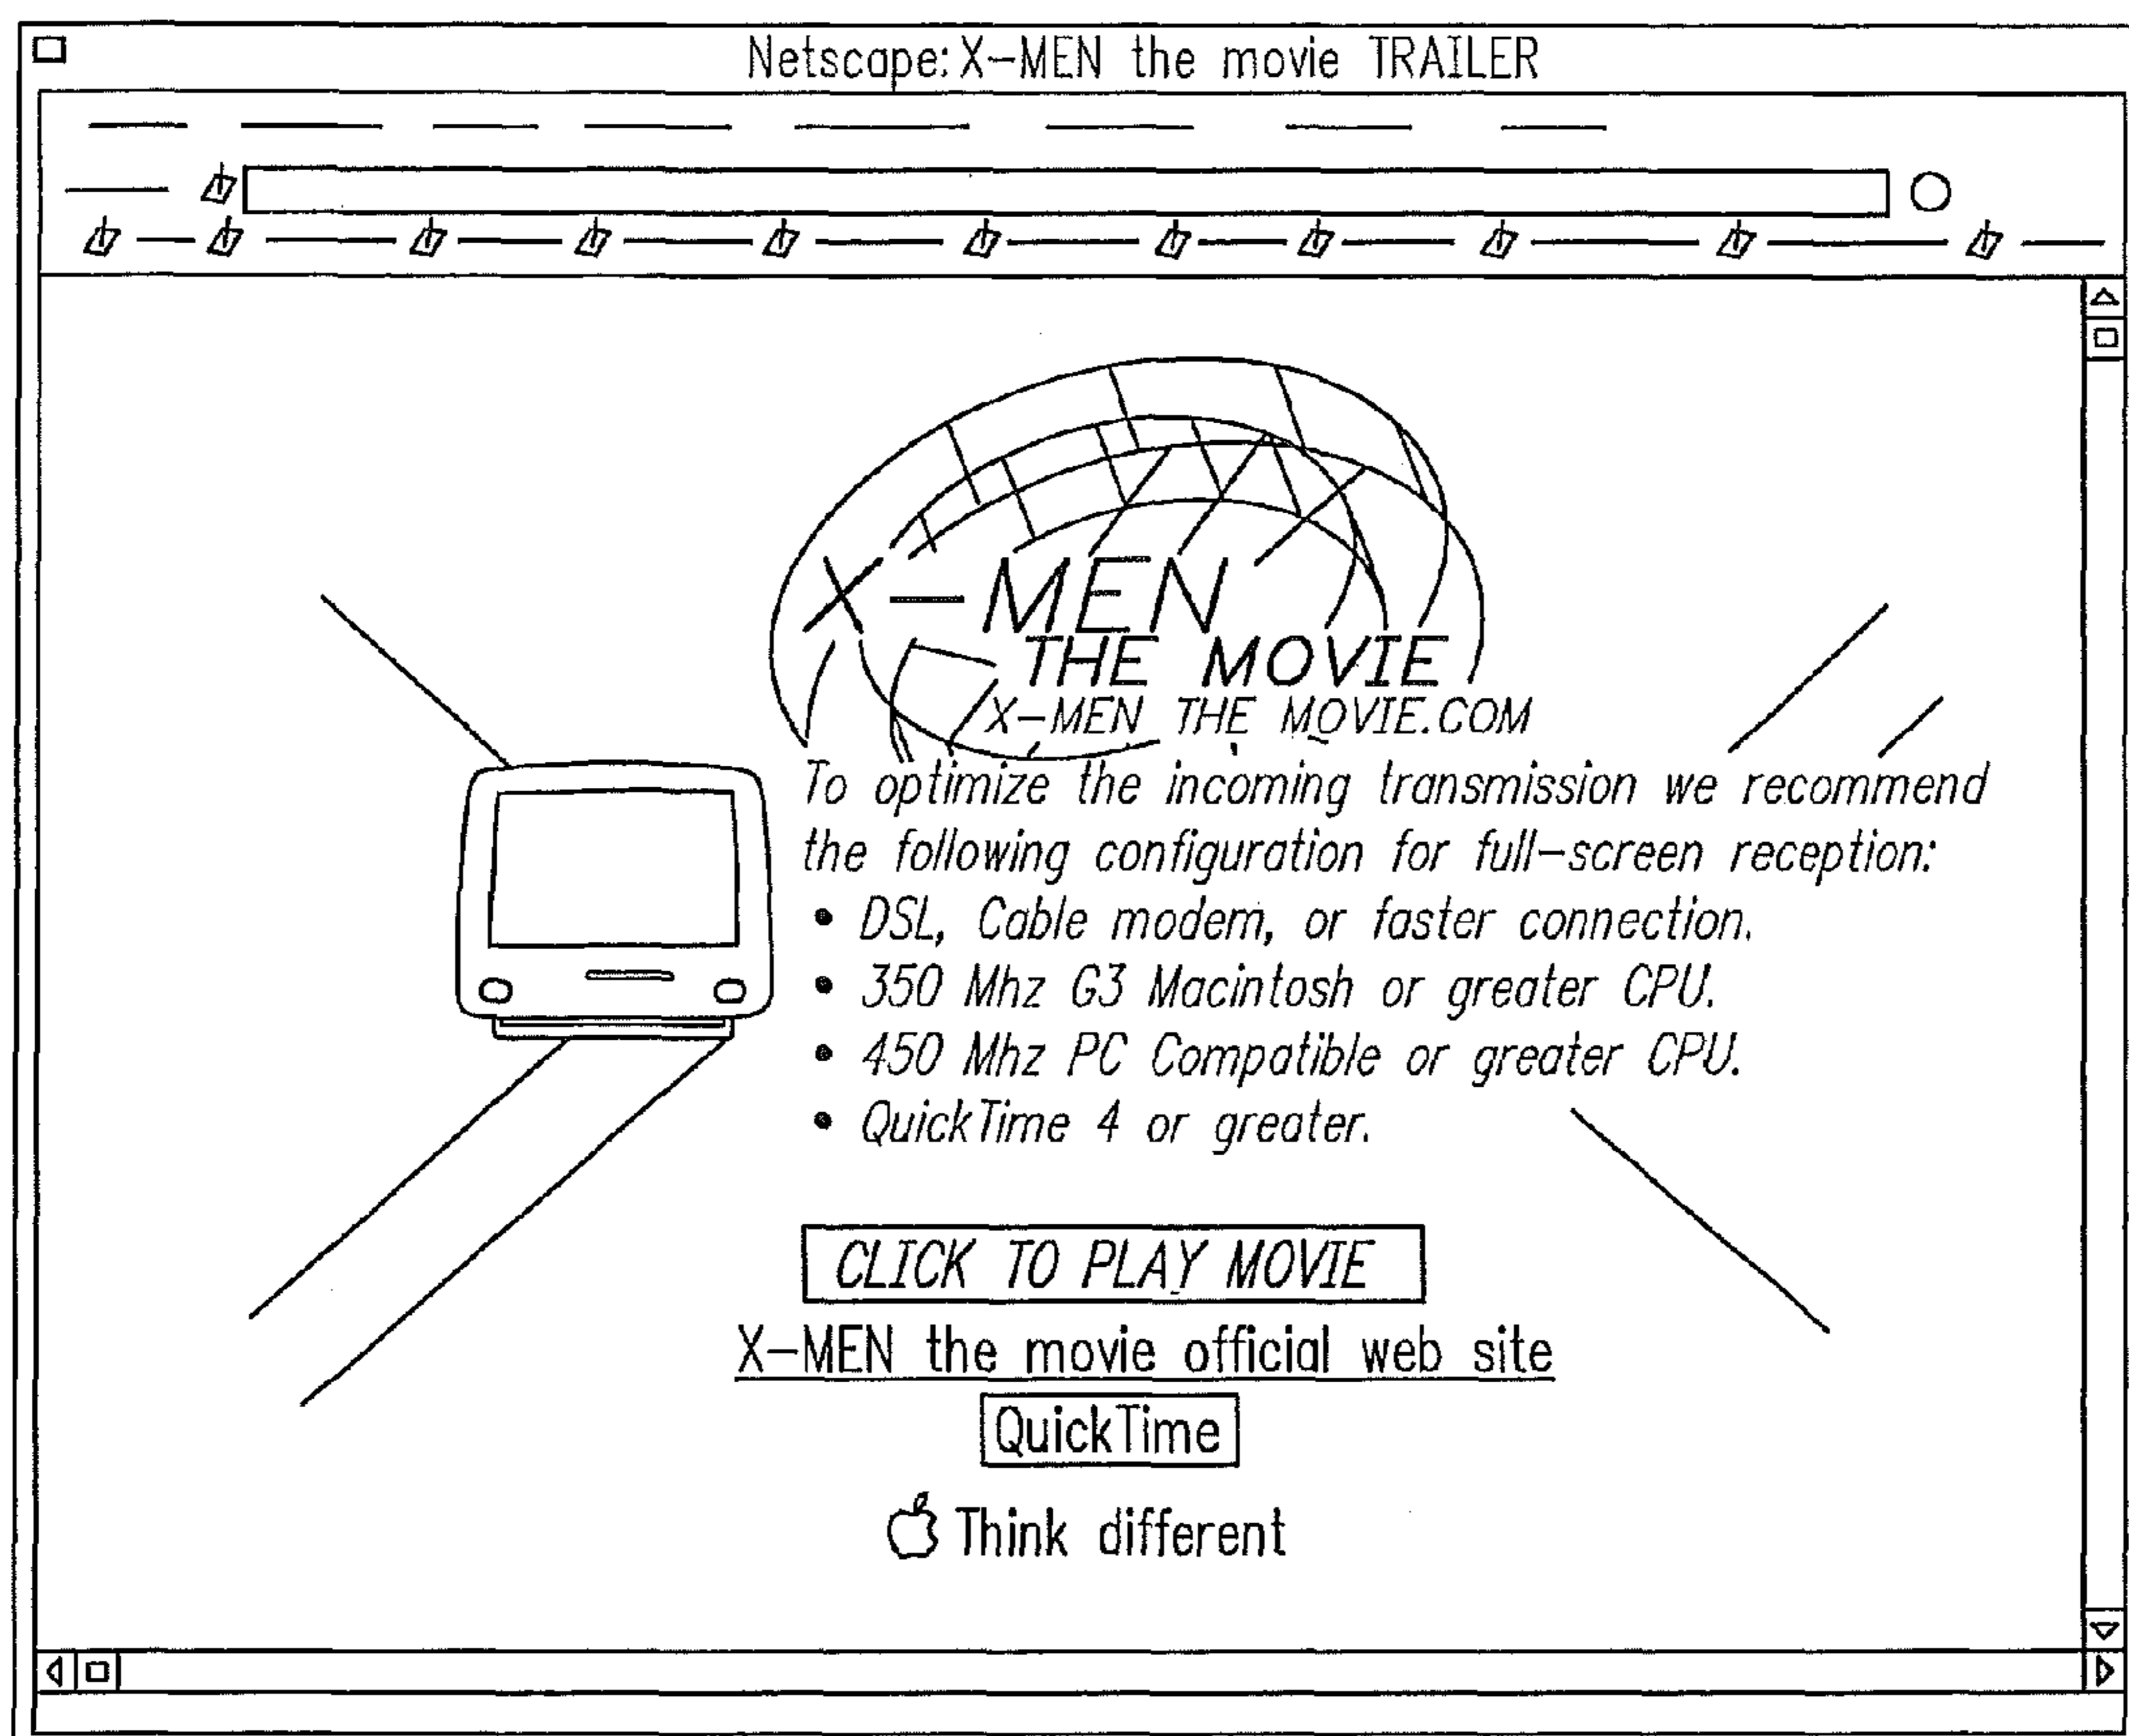 Netscape: X-MEN the movie TRAILER
X-MEN
THE MOVIE
X-MEN THE MOVIE.COM
To optimize the incoming transmission we recommend
the following configuration for full-screen reception:
• DSL, Cable modem, or faster connection.
• 350 Mhz G3 Macintosh or greater CPU.
• 450 Mhz PC Compatible or greater CPU.
• QuickTime 4 or greater.
CLICK TO PLAY MOVIE
X-MEN the movie official web site
QuickTime
Think different